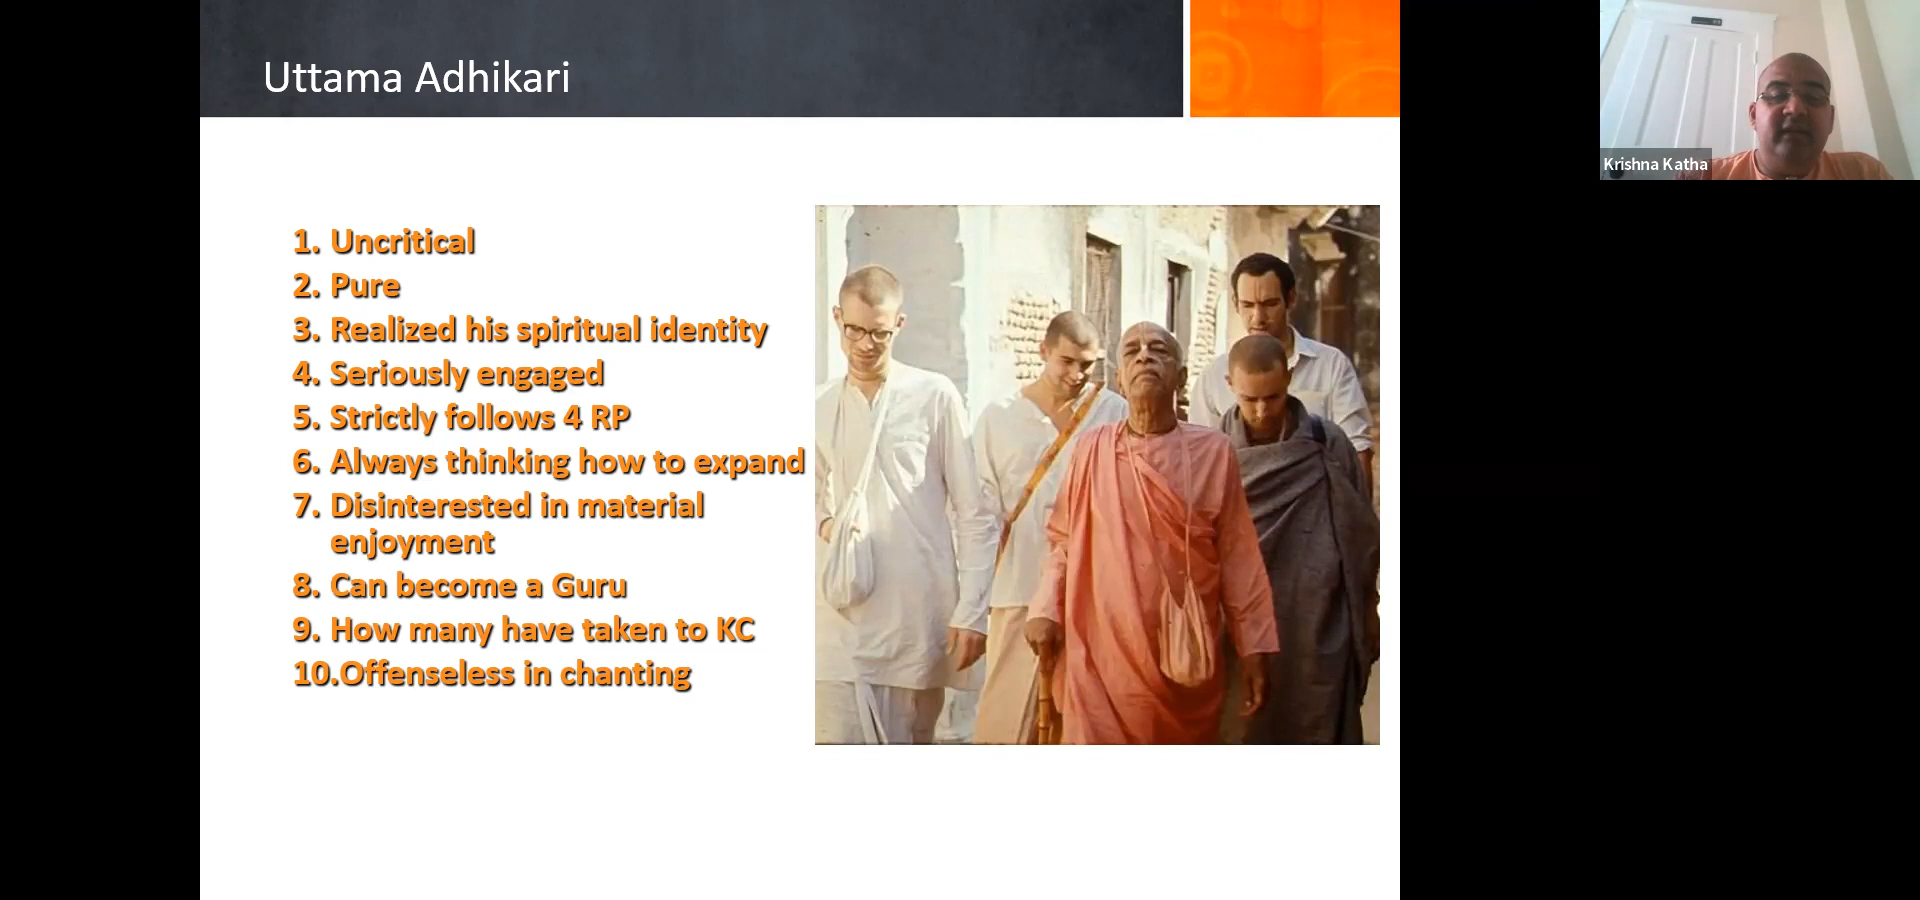 Uttama Adhikari
Krishna Katha
1. Uncritical
2. Pure
3. Realized his spiritual identity
4. Seriously engaged
5. Strictly follows 4 RP
6. Always thinking how to expand
7. Disinterested in material
enjoyment
8. Can become a Guru
9. How many have taken to KC
10.Offenseless in chanting